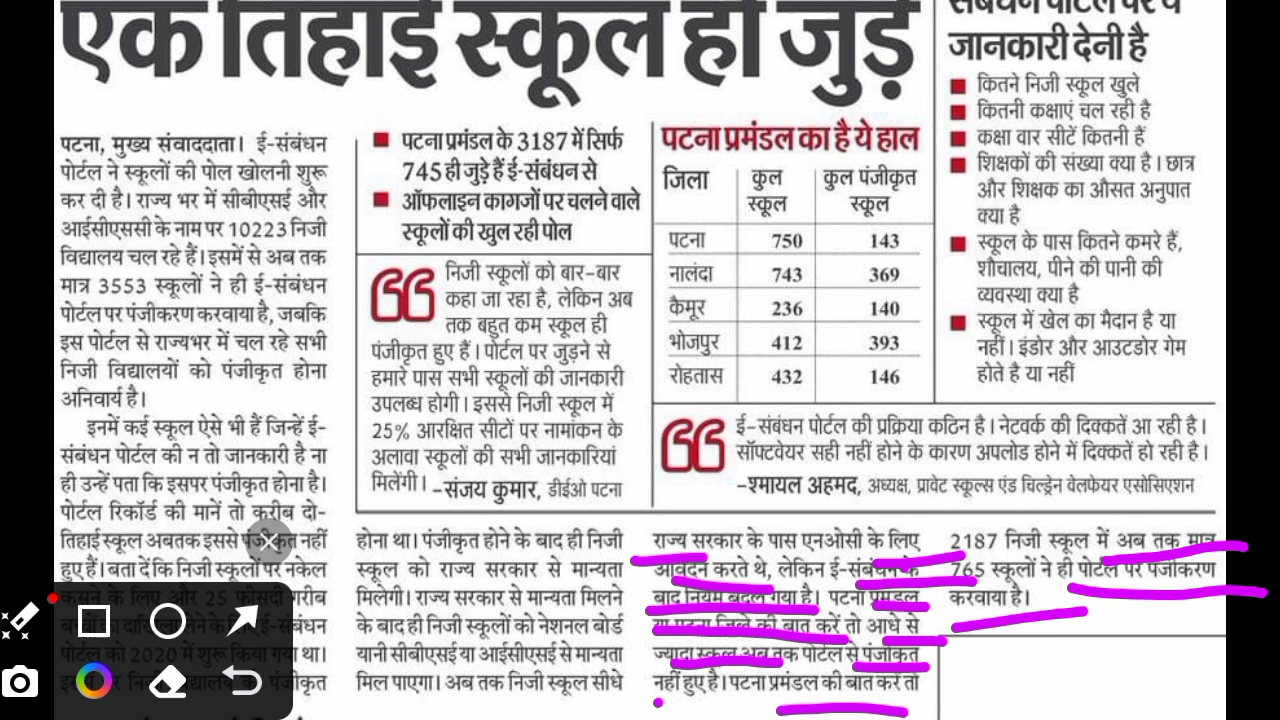 एक तिहाई स्कूल ही जुड़े
पटना, मुख्य संवाददाता। ई-संबंधन
पोर्टल ने स्कूलों की पोल खोलनी शुरू
कर दी है। राज्य भर में सीबीएसई और
आईसीएससी के नाम पर 10223 निजी
विद्यालय चल रहे हैं। इसमें से अब तक
मात्र 3553 स्कूलों ने ही ई-संबंधन
पोर्टल पर पंजीकरण करवाया है, जबकि
इस पोर्टल से राज्यभर में चल रहे सभी
निजी विद्यालयों को पंजीकृत होना
अनिवार्य है।
इनमें कई स्कूल ऐसे भी हैं जिन्हें ई-
संबंधन पोर्टल की न तो जानकारी है ना
ही उन्हें पता कि इसपर पंजीकृत होना है।
पोर्टल रिकॉर्ड की मानें तो करीब दो-
तिहाई स्कूल अबतक इससे पंजीकृत नहीं
हुए हैं। बता दें कि निजी स्कूलों पर नकेल
कसने के लिए और 25 फीसदी गरीब
बच्चों का दाखिला लेने के लिए ई-संबंधन
पोर्टल को 2020 में शुरू किया गया था।
पंजीकृत
पटना प्रमंडल के 3187 में सिर्फ
745 ही जुड़े हैं ई-संबंधन से
ऑफलाइन कागजों पर चलने वाले
स्कूलों की खुल रही पोल
निजी स्कूलों को बार-बार
कहा जा रहा है, लेकिन अब
तक बहुत कम स्कूल ही
पंजीकृत हुए हैं। पोर्टल पर जुड़ने से
हमारे पास सभी स्कूलों की जानकारी
उपलब्ध होगी। इससे निजी स्कूल में
25% आरक्षित सीटों पर नामांकन के
अलावा स्कूलों की सभी जानकारियां
मिलेंगी। -संजय कुमार, डीईओ पटना
पटना प्रमंडल का है ये हाल
जिला कुल स्कूल कुल पंजीकृत स्कूल
पटना 750 143
नालंदा 743 369
कैमूर 236 140
भोजपुर 412 393
रोहतास 432 146
संबंधन पोर्टल पर ये
जानकारी देनी है
कितने निजी स्कूल खुले
कितनी कक्षाएं चल रही है
कक्षा वार सीटें कितनी हैं
शिक्षकों की संख्या क्या है। छात्र
और शिक्षक का औसत अनुपात
क्या है
स्कूल के पास कितने कमरे हैं,
शौचालय, पीने की पानी की
व्यवस्था क्या है
स्कूल में खेल का मैदान है या
नहीं। इंडोर और आउटडोर गेम
होते है या नहीं
ई-संबंधन पोर्टल की प्रक्रिया कठिन है। नेटवर्क की दिक्कतें आ रही है।
सॉफ्टवेयर सही नहीं होने के कारण अपलोड होने में दिक्कतें हो रही है।
-श्मायल अहमद, अध्यक्ष, प्रावेट स्कूल्स एंड चिल्ड्रेन वेलफेयर एसोसिएशन
होना था। पंजीकृत होने के बाद ही निजी
स्कूल को राज्य सरकार से मान्यता
मिलेगी। राज्य सरकार से मान्यता मिलने
के बाद ही निजी स्कूलों को नेशनल बोर्ड
यानी सीबीएसई या आईसीएसई से मान्यता
मिल पाएगा। अब तक निजी स्कूल सीधे
राज्य सरकार के पास एनओसी के लिए
आवेदन करते थे, लेकिन ई-संबंधन के
बाद नियम बदल गया है। पटना प्रमंडल
या पटना जिले की बात करें तो आधे से
ज्यादा स्कूल अब तक पोर्टल से पंजीकृत
नहीं हुए है। पटना प्रमंडल की बात करें तो
2187 निजी स्कूल में अब तक मात्र
765 स्कूलों ने ही पोर्टल पर पंजीकरण
करवाया है।